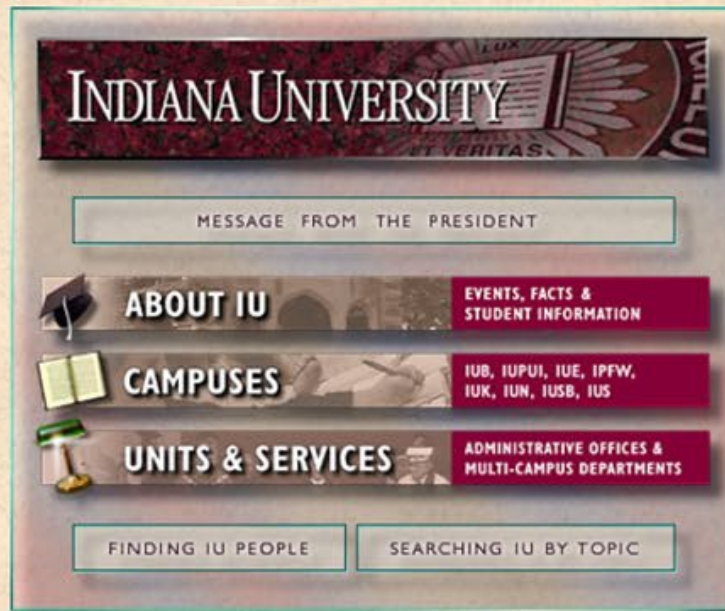 INDIANA UNIVERSITY
LUX
ET VERITAS
MESSAGE FROM THE PRESIDENT
ABOUT IU
EVENTS, FACTS &
STUDENT INFORMATION
CAMPUSES
IUB, IUPUI, IUE, IPFW,
IUK, IUN, IUSB, IUS
UNITS & SERVICES
ADMINISTRATIVE OFFICES &
MULTI-CAMPUS DEPARTMENTS
FINDING IU PEOPLE
SEARCHING IU BY TOPIC